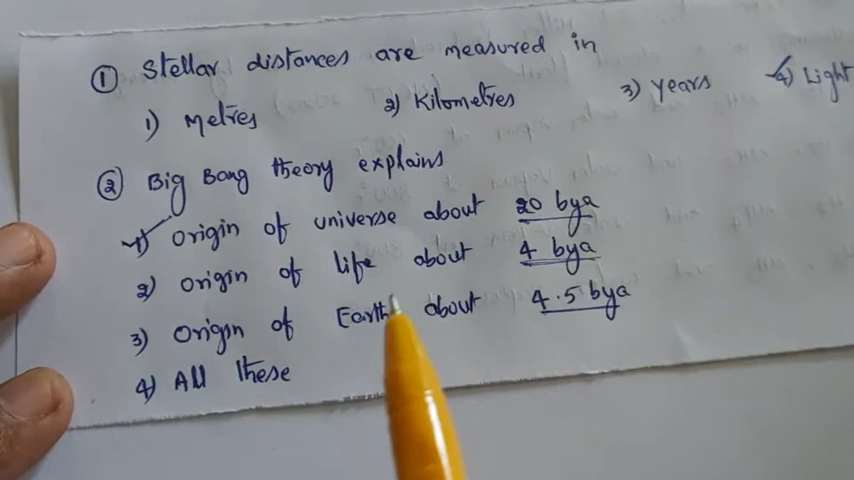 ① Stellar distances are measured in
1) Metres 2) Kilometres 3) Years 4) Light
② Big Bang theory explains
1) Origin of universe about 20 bya
2) Origin of life about 4 bya
3) Origin of Earth about 4.5 bya
4) All these